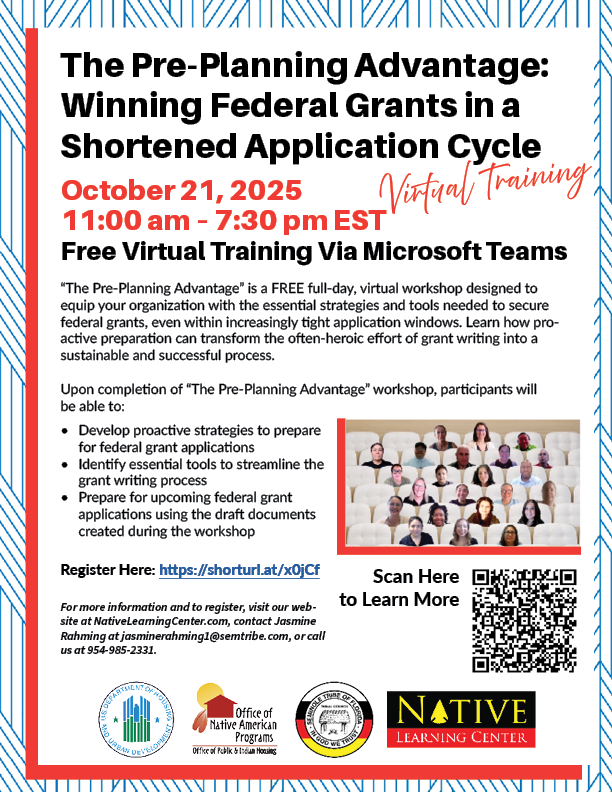 The Pre-Planning Advantage:
Winning Federal Grants in a
Shortened Application Cycle
Virtual Training
October 21, 2025
11:00 am – 7:30 pm EST
Free Virtual Training Via Microsoft Teams
“The Pre-Planning Advantage” is a FREE full-day, virtual workshop designed to
equip your organization with the essential strategies and tools needed to secure
federal grants, even within increasingly tight application windows. Learn how pro-
active preparation can transform the often-heroic effort of grant writing into a
sustainable and successful process.
Upon completion of “The Pre-Planning Advantage” workshop, participants will
be able to:
• Develop proactive strategies to prepare
for federal grant applications
• Identify essential tools to streamline the
grant writing process
• Prepare for upcoming federal grant
applications using the draft documents
created during the workshop
Register Here: https://shorturl.at/x0jCf
Scan Here
to Learn More
For more information and to register, visit our web-
site at NativeLearningCenter.com, contact Jasmine
Rahming at jasminerahming1@semtribe.com, or call
us at 954-985-2331.
U.S. DEPARTMENT OF HOUSING
AND URBAN DEVELOPMENT
Office of
Native American
Programs
Office of Public & Indian Housing
SEMINOLE TRIBE OF FLORIDA
TRIBAL COUNCIL
IN GOD WE TRUST
NATIVE
LEARNING CENTER